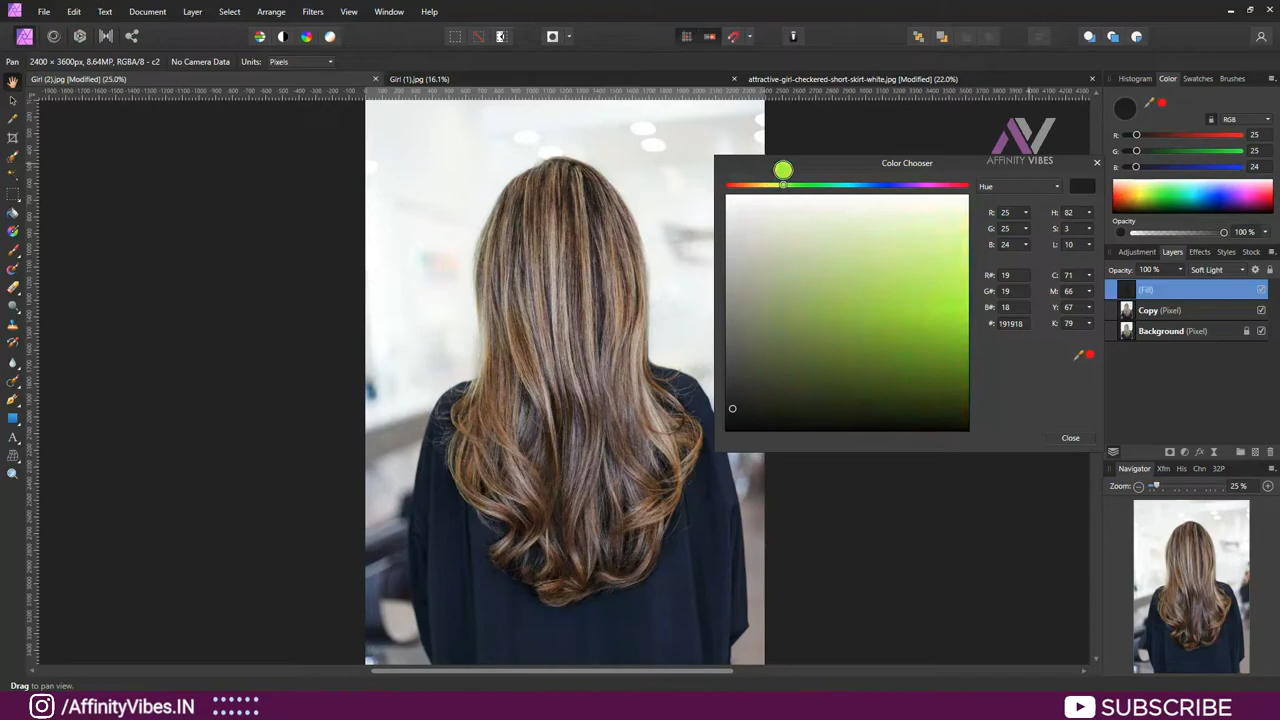 File Edit Text Document Layer Select Arrange Filters View Window Help
Pan 2400 × 3600px, 8.64MP, RGBA/8 - c2 No Camera Data Units: Pixels
Girl (2).jpg [Modified] (25.0%) Girl (1).jpg (16.1%) attractive-girl-checkered-short-skirt-white.jpg [Modified] (22.0%)
Histogram Color Swatches Brushes
RGB
R: 25
G: 25
B: 24
Opacity
100 %
AFFINITY VIBES
Color Chooser
Hue
R: 25 H: 82
G: 25 S: 3
B: 24 L: 10
R#: 19 C: 71
G#: 19 M: 66
B#: 18 Y: 67
#: 191918 K: 79
Close
Adjustment Layers Effects Styles Stock
Opacity: 100 % Soft Light
(Fill)
Copy (Pixel)
Background (Pixel)
Navigator Xfm His Chn 32P
Zoom: 25 %
Drag to pan view.
/AffinityVibes.IN
SUBSCRIBE